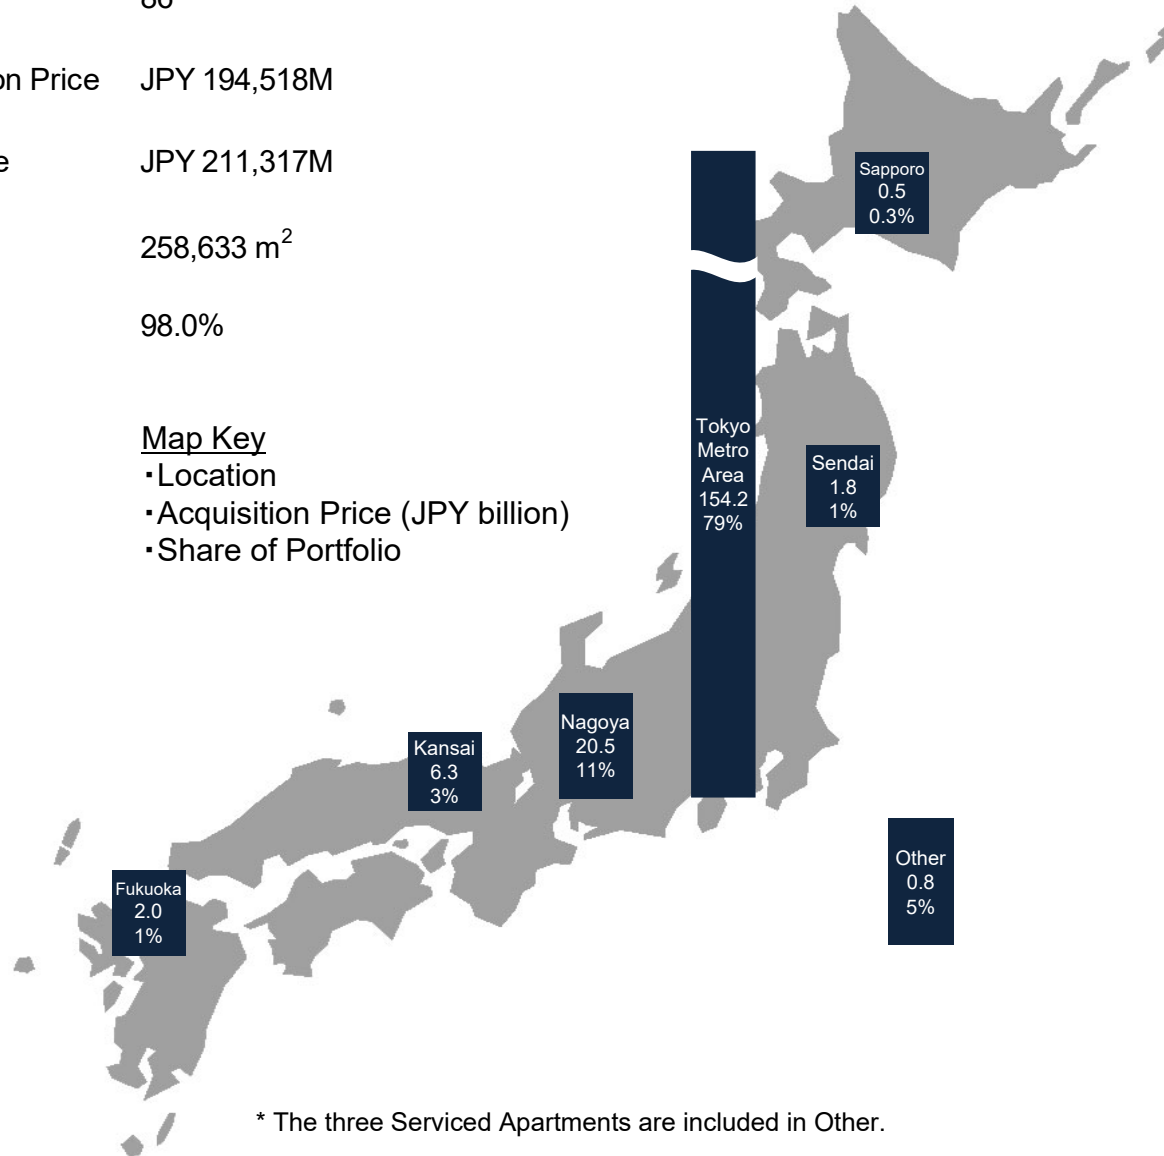 on Price JPY 194,518M
e JPY 211,317M
258,633 m²
98.0%
Map Key
・Location
・Acquisition Price (JPY billion)
・Share of Portfolio
Sapporo
0.5
0.3%
Tokyo
Metro
Area
154.2
79%
Sendai
1.8
1%
Nagoya
20.5
11%
Kansai
6.3
3%
Other
0.8
5%
Fukuoka
2.0
1%
* The three Serviced Apartments are included in Other.